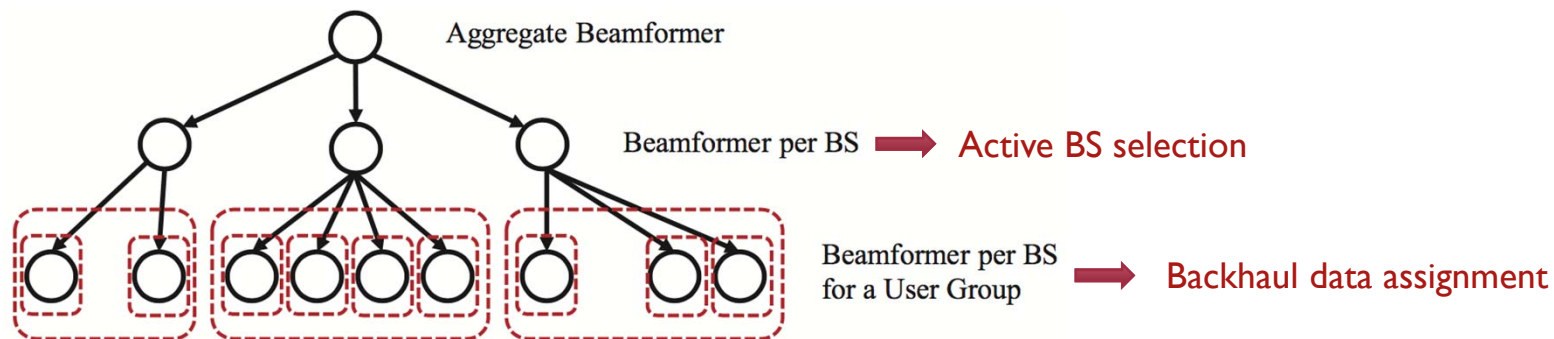 Aggregate Beamformer
Beamformer per BS
Active BS selection
Beamformer per BS
for a User Group
Backhaul data assignment